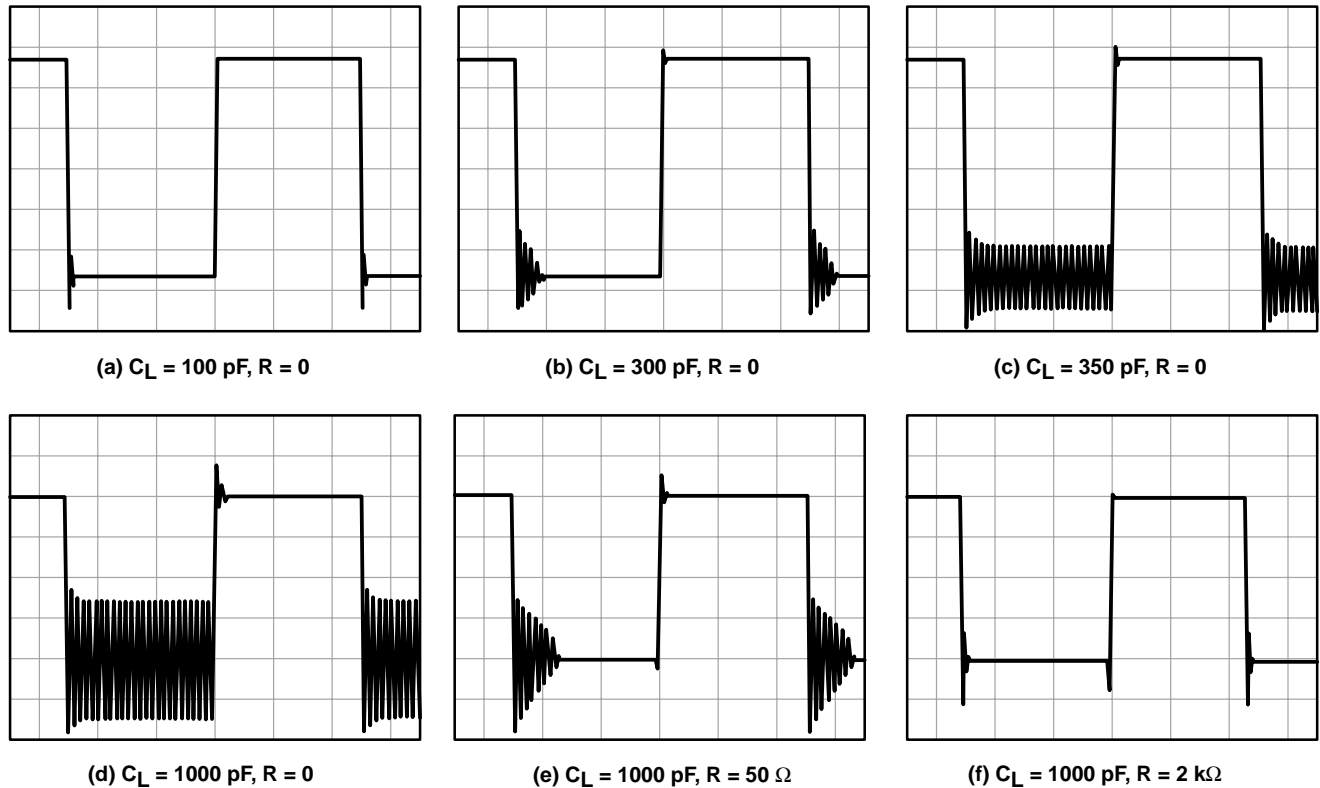 (a) CL = 100 pF, R = 0
(b) CL = 300 pF, R = 0
(c) CL = 350 pF, R = 0
(d) CL = 1000 pF, R = 0
(e) CL = 1000 pF, R = 50 Ω
(f) CL = 1000 pF, R = 2 kΩ